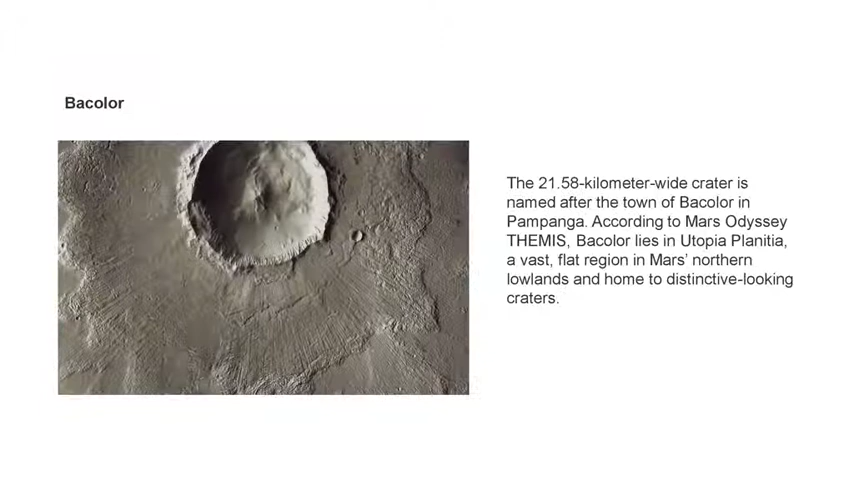 Bacolor
The 21.58-kilometer-wide crater is
named after the town of Bacolor in
Pampanga. According to Mars Odyssey
THEMIS, Bacolor lies in Utopia Planitia,
a vast, flat region in Mars’ northern
lowlands and home to distinctive-looking
craters.